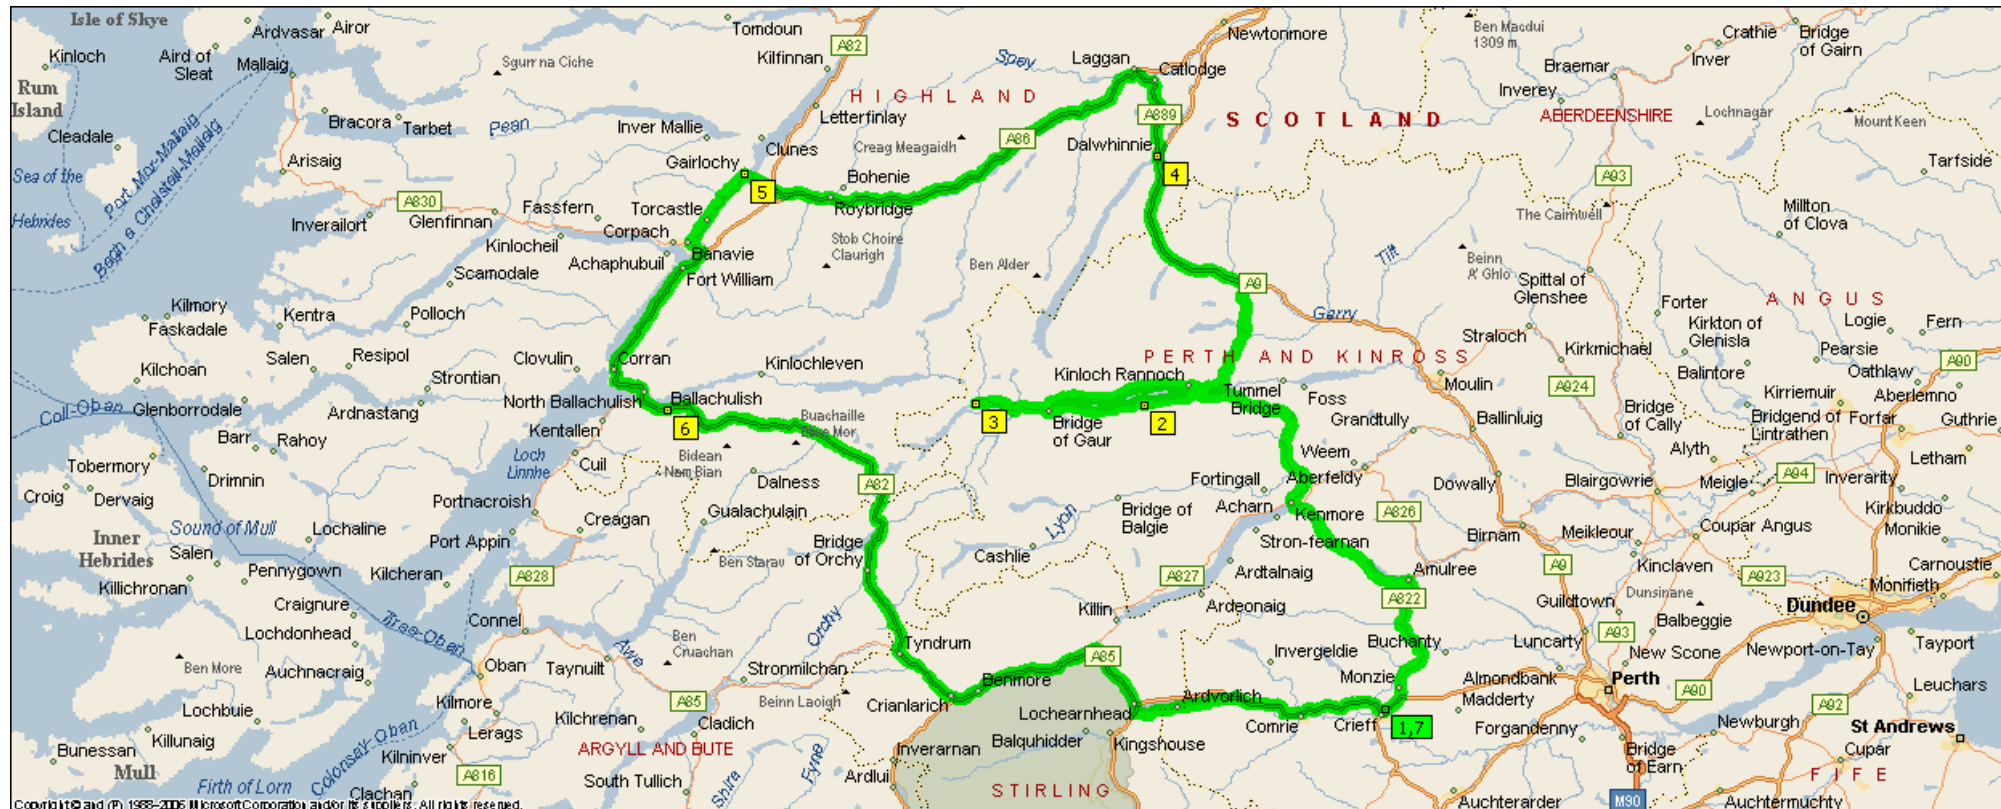 Isle of Skye
Ardvasar
Airor
Tomdoun
Newtonmore
Ben Macdui
1309 m
Crathie
Bridge
of Gairn
Kinloch
Aird of
Sleat
Mallaig
Sgurr na Ciche
Kilfinnan
A82
Spey
Laggan
Catlodge
Braemar
Inver
Inverey
Rum
Island
HIGHLAND
A889
SCOTLAND
ABERDEENSHIRE
Lochnagar
Mount Keen
Cleadale
Bracora
Tarbet
Pean
Inver Mallie
Letterfinlay
Clunes
Creag Meagaidh
A86
Dalwhinnie
Port Mor-Mallaig
Bagh a Chaisteil-Mallaig
Arisaig
Gairlochy
Bohenie
4
5
A93
Tarfside
Sea of the
Hebrides
A830
Glenfinnan
Fassfern
Torcastle
Roybridge
The Cairnwell
Millton
of Clova
Inverailort
Corpach
Kinlocheil
Banavie
Stob Choire
Claurigh
Achaphubuil
Scamodale
Fort William
Ben Alder
Tilt
Beinn
A' Ghlo
Spittal of
Glenshee
A9
Kilmory
Faskadale
Kentra
Polloch
Garry
Forter
ANGUS
Kirkton of
Glenisla
Logie
Fern
Straloch
Salen
Resipol
Clovulin
Corran
Kinlochleven
PERTH AND KINROSS
Kirkmichael
Pearsie
A90
Kilchoan
Strontian
Kinloch Rannoch
Moulin
A924
Balintore
Oathlaw
Coll-Oban
Glenborrodale
Ardnastang
North Ballachulish
Ballachulish
Tummel
Bridge
Foss
Kirriemuir
Aberlemno
3
2
Bridge
of Gaur
Grandtully
Ballinluig
Bridge
of Cally
Bridgend of
Lintrathen
Forfar
Guthrie
Barr
Rahoy
Kentallen
6
Buachaille
Bidean
Nam Bian
Weem
Alyth
Letham
Tobermory
Drimnin
Loch
Linnhe
Cuil
Dalness
A82
Fortingall
Aberfeldy
Dowally
Blairgowrie
Meigle
A94
Inverarity
Croig
Dervaig
Portnacroish
Gualachulain
Bridge of
Balgie
Acharn
Kenmore
A826
Kirkbuddo
Sound of Mull
Lochaline
Creagan
Lyon
Birnam
Meikleour
Coupar Angus
Monikie
Inner
Hebrides
Salen
Port Appin
Bridge
of Orchy
Ben Starav
Cashlie
Stron-fearnan
Pennygown
Kilcheran
A828
A827
Ardtalnaig
Amulree
A9
Kinclaven
A923
Carnoustie
Monifieth
Killichronan
Craignure
Killin
Ardeonaig
A822
Guildtown
Dunsinane
Dundee
Lochdonhead
Connel
Orchy
Tyndrum
Buchanty
Luncarty
A93
Balbeggie
Tayport
Tiree-Oban
Ben More
Auchnacraig
Oban
Taynuilt
Awe
Ben
Cruachan
Stronmilchan
A85
Invergeldie
Monzie
New Scone
Newport-on-Tay
Benmore
Almondbank
Perth
A90
Leuchars
Lochbuie
Kilmore
A85
Beinn Laoigh
Crianlarich
Ardvorlich
Madderty
A92
Lochearnhead
Comrie
Crieff
1,7
Forgandenny
Newburgh
St Andrews
Killunaig
Bunessan
Lerags
Kilchrenan
Cladich
Kilninver
ARGYLL AND BUTE
Inverarnan
Balquhidder
Kingshouse
Bridge
of Earn
Cupar
Mull
Colonsay Oban
Firth of Lorn
Clachan
A816
South Tullich
Shira
Fyne
Ardlui
STIRLING
Auchterarder
M90
Auchtermuchty
FIFE
Copyright © and (P) 1988–2006 Microsoft Corporation and/or its suppliers. All rights reserved.